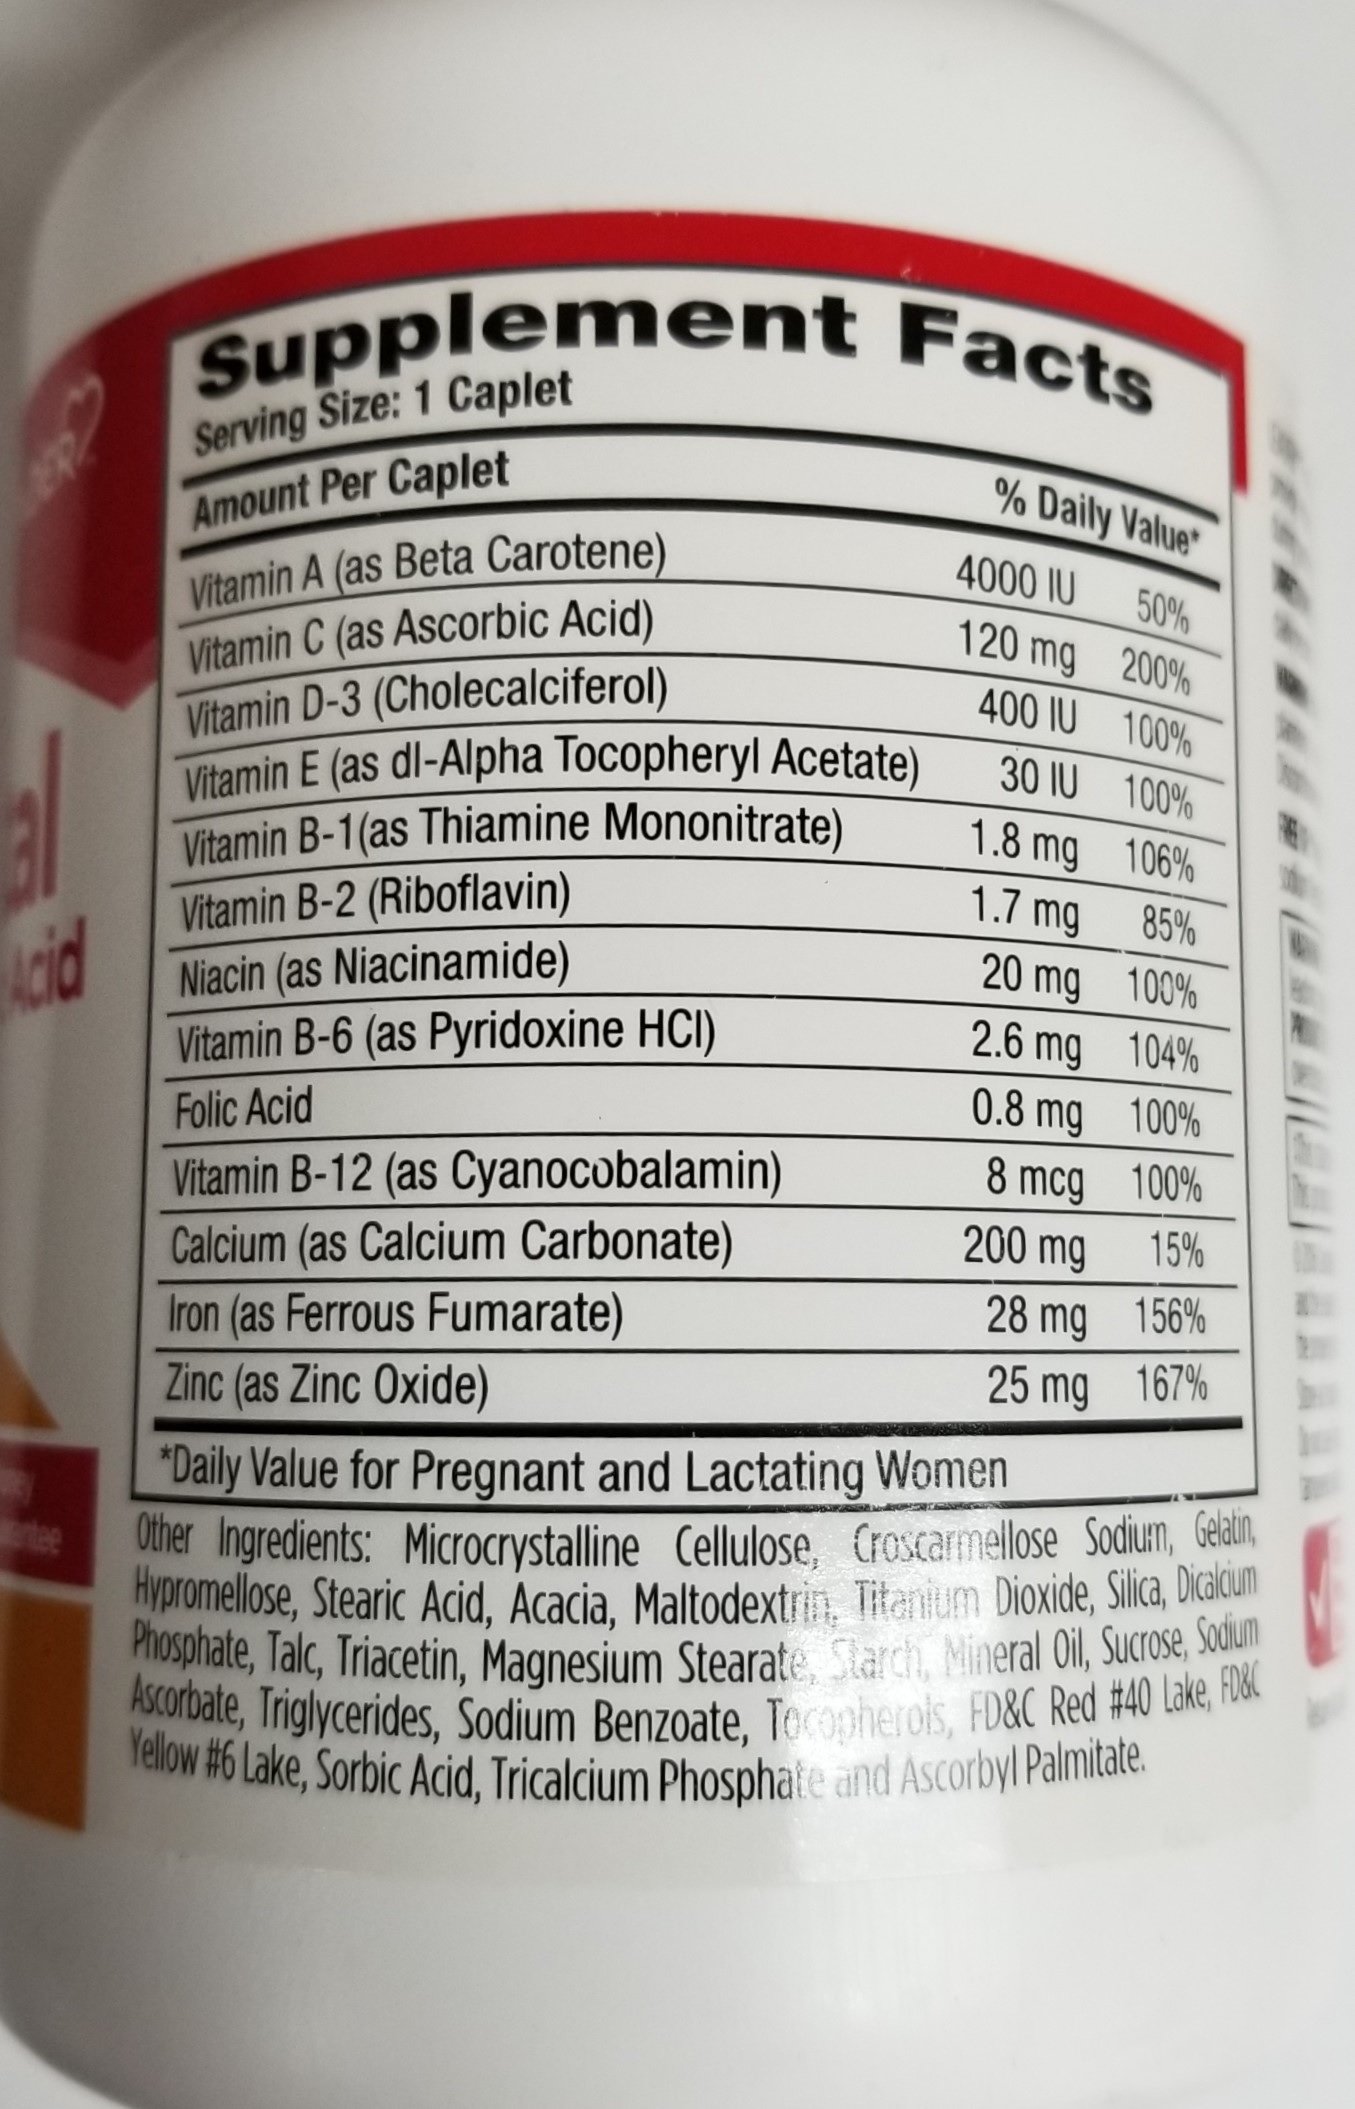 Supplement Facts
Serving Size: 1 Caplet
Amount Per Caplet % Daily Value*
Vitamin A (as Beta Carotene) 4000 IU 50%
Vitamin C (as Ascorbic Acid) 120 mg 200%
Vitamin D-3 (Cholecalciferol) 400 IU 100%
Vitamin E (as dl-Alpha Tocopheryl Acetate) 30 IU 100%
Vitamin B-1(as Thiamine Mononitrate) 1.8 mg 106%
Vitamin B-2 (Riboflavin) 1.7 mg 85%
Niacin (as Niacinamide) 20 mg 100%
Vitamin B-6 (as Pyridoxine HCl) 2.6 mg 104%
Folic Acid 0.8 mg 100%
Vitamin B-12 (as Cyanocobalamin) 8 mcg 100%
Calcium (as Calcium Carbonate) 200 mg 15%
Iron (as Ferrous Fumarate) 28 mg 156%
Zinc (as Zinc Oxide) 25 mg 167%
*Daily Value for Pregnant and Lactating Women
Other Ingredients: Microcrystalline Cellulose, Croscarmellose Sodium, Gelatin,
Hypromellose, Stearic Acid, Acacia, Maltodextrin, Titanium Dioxide, Silica, Dicalcium
Phosphate, Talc, Triacetin, Magnesium Stearate, Starch, Mineral Oil, Sucrose, Sodium
Ascorbate, Triglycerides, Sodium Benzoate, Tocopherols, FD&C Red #40 Lake, FD&C
Yellow #6 Lake, Sorbic Acid, Tricalcium Phosphate and Ascorbyl Palmitate.
al
Acid